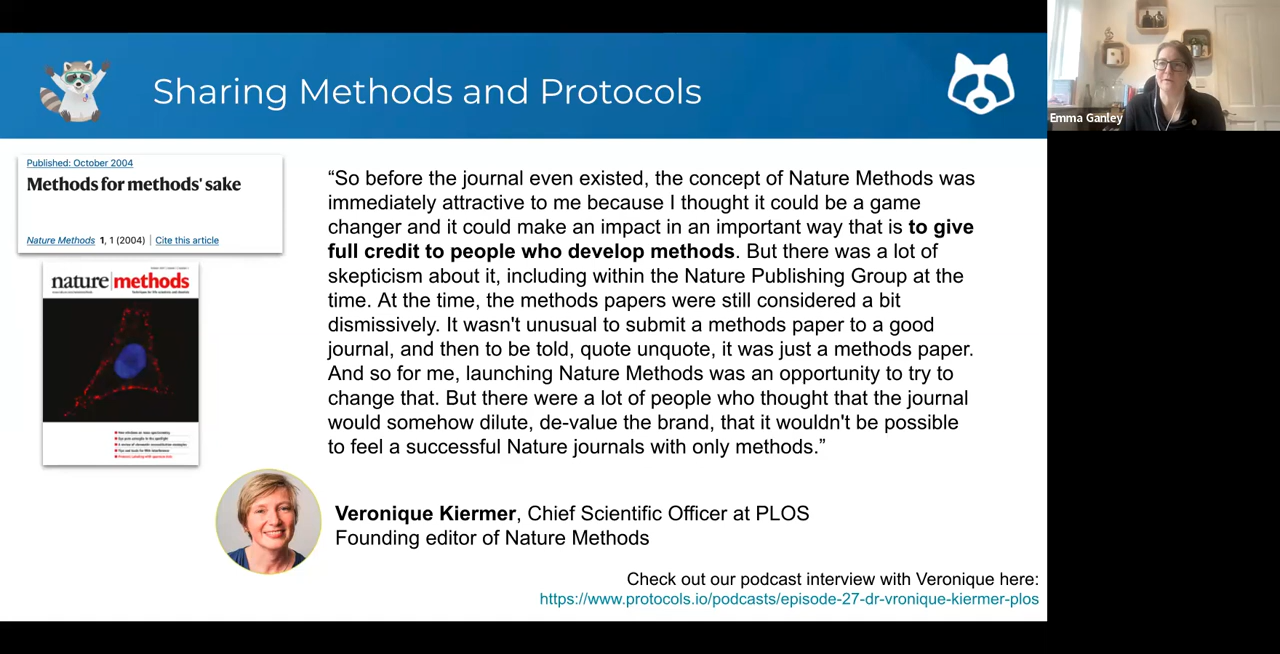 Sharing Methods and Protocols
Emma Ganley
Published: October 2004
Methods for methods' sake
Nature Methods 1, 1 (2004) | Cite this article
nature methods
“So before the journal even existed, the concept of Nature Methods was
immediately attractive to me because I thought it could be a game
changer and it could make an impact in an important way that is to give
full credit to people who develop methods. But there was a lot of
skepticism about it, including within the Nature Publishing Group at the
time. At the time, the methods papers were still considered a bit
dismissively. It wasn't unusual to submit a methods paper to a good
journal, and then to be told, quote unquote, it was just a methods paper.
And so for me, launching Nature Methods was an opportunity to try to
change that. But there were a lot of people who thought that the journal
would somehow dilute, de-value the brand, that it wouldn't be possible
to feel a successful Nature journals with only methods.”
Veronique Kiermer, Chief Scientific Officer at PLOS
Founding editor of Nature Methods
Check out our podcast interview with Veronique here:
https://www.protocols.io/podcasts/episode-27-dr-vronique-kiermer-plos